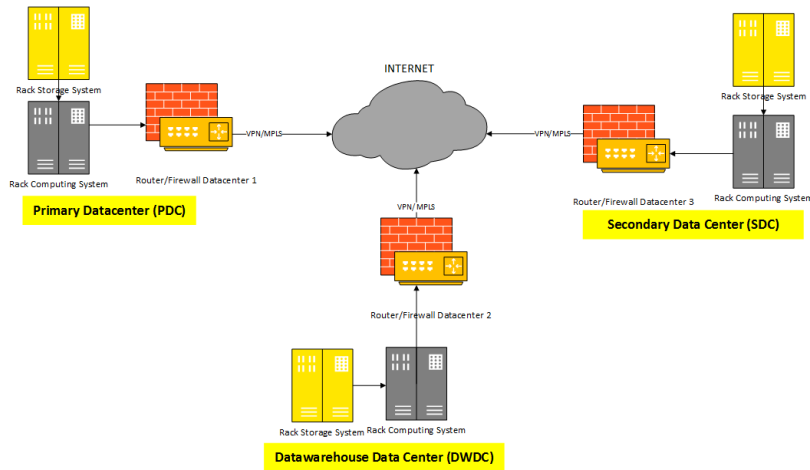 INTERNET
Rack Storage System
Rack Computing System
VPN/MPLS
Router/Firewall Datacenter 1
Primary Datacenter (PDC)
Rack Storage System
Rack Computing System
VPN/MPLS
Router/Firewall Datacenter 3
Secondary Data Center (SDC)
VPN/ MPLS
Router/Firewall Datacenter 2
Rack Storage System
Rack Computing System
Datawarehouse Data Center (DWDC)